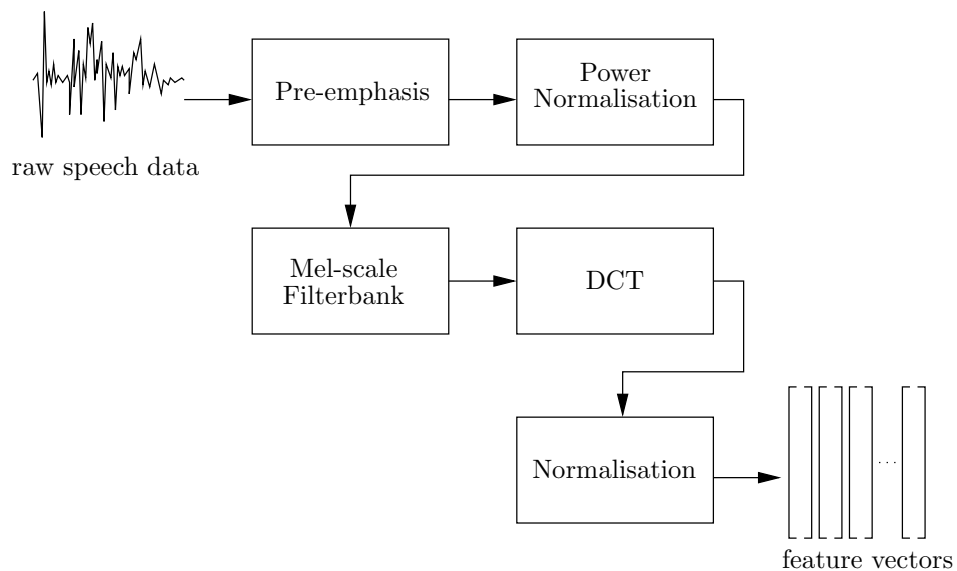 Pre-emphasis
Power
Normalisation
raw speech data
Mel-scale
Filterbank
DCT
Normalisation
...
feature vectors